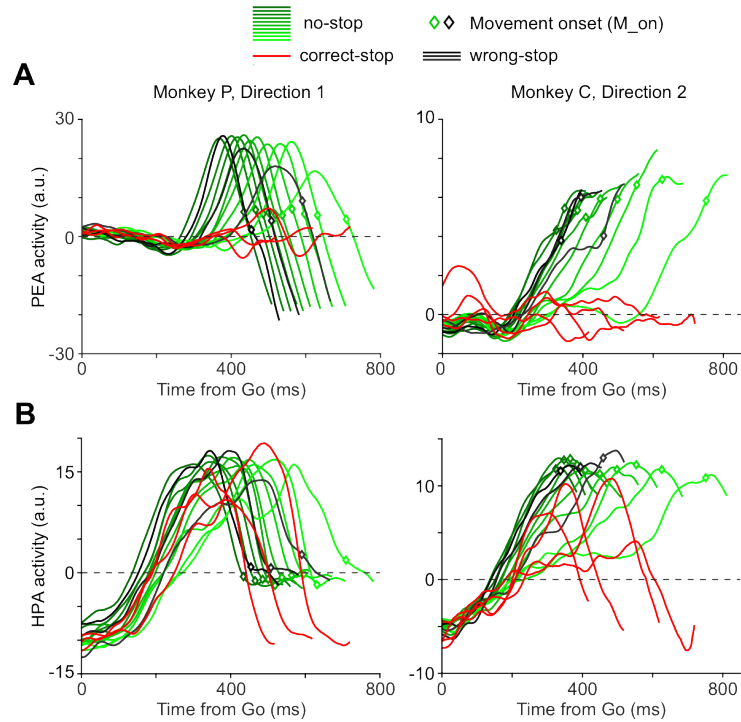 no-stop
Movement onset (M_on)
correct-stop
wrong-stop
A
Monkey P, Direction 1
Monkey C, Direction 2
30
0
-30
PEA activity (a.u.)
0
400
800
Time from Go (ms)
10
0
0
400
800
Time from Go (ms)
B
15
0
-15
HPA activity (a.u.)
0
400
800
Time from Go (ms)
10
0
-10
0
400
800
Time from Go (ms)